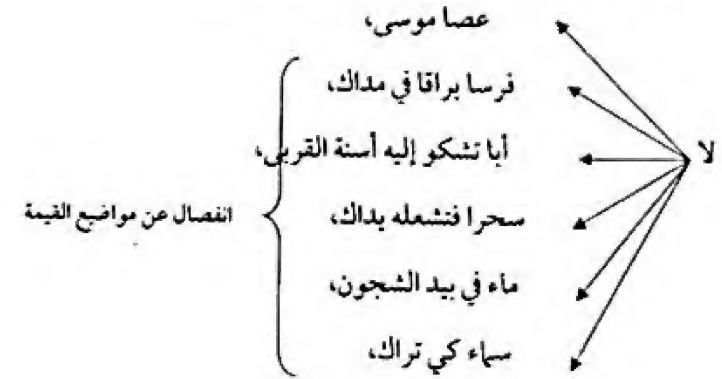 لا
عصا موسى،
فرسا براقا في مداك،
أبا تشكو إليه أسنة القربى،
سحرا فتشعله يداك،
ماء في بيد الشجون،
سماء كي تراك،
انفصال عن مواضيع القيمة